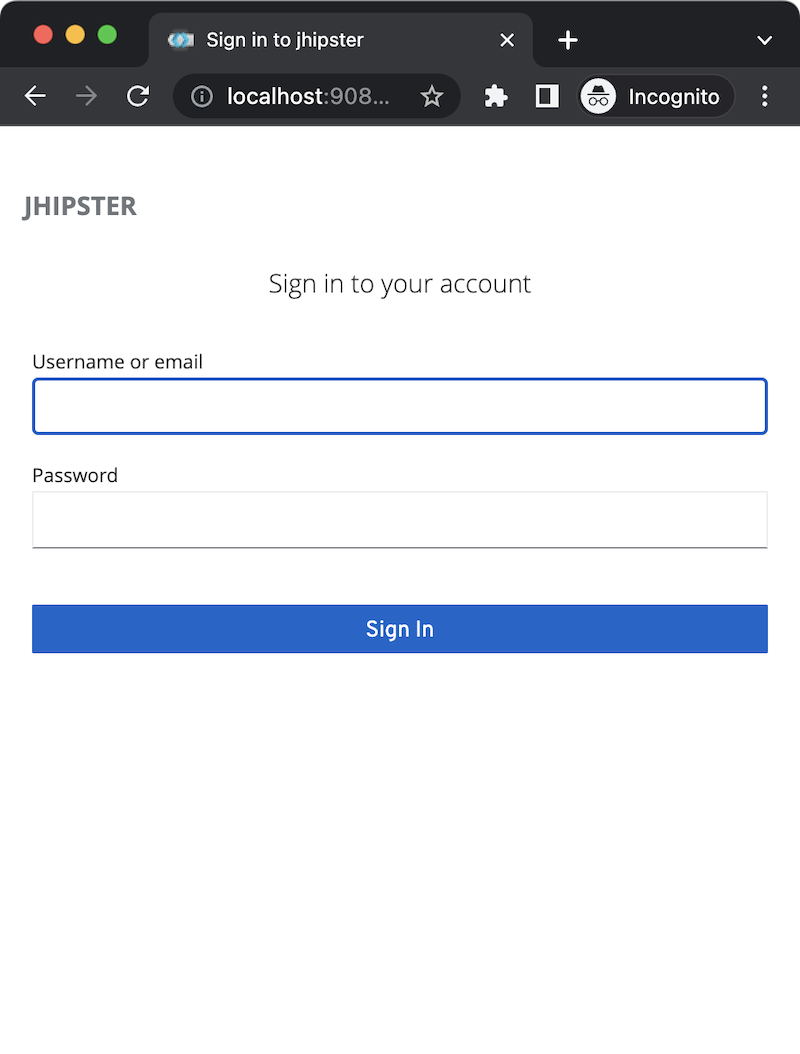 Sign in to jhipster
localhost:908... Incognito
JHIPSTER
Sign in to your account
Username or email
Password
Sign In